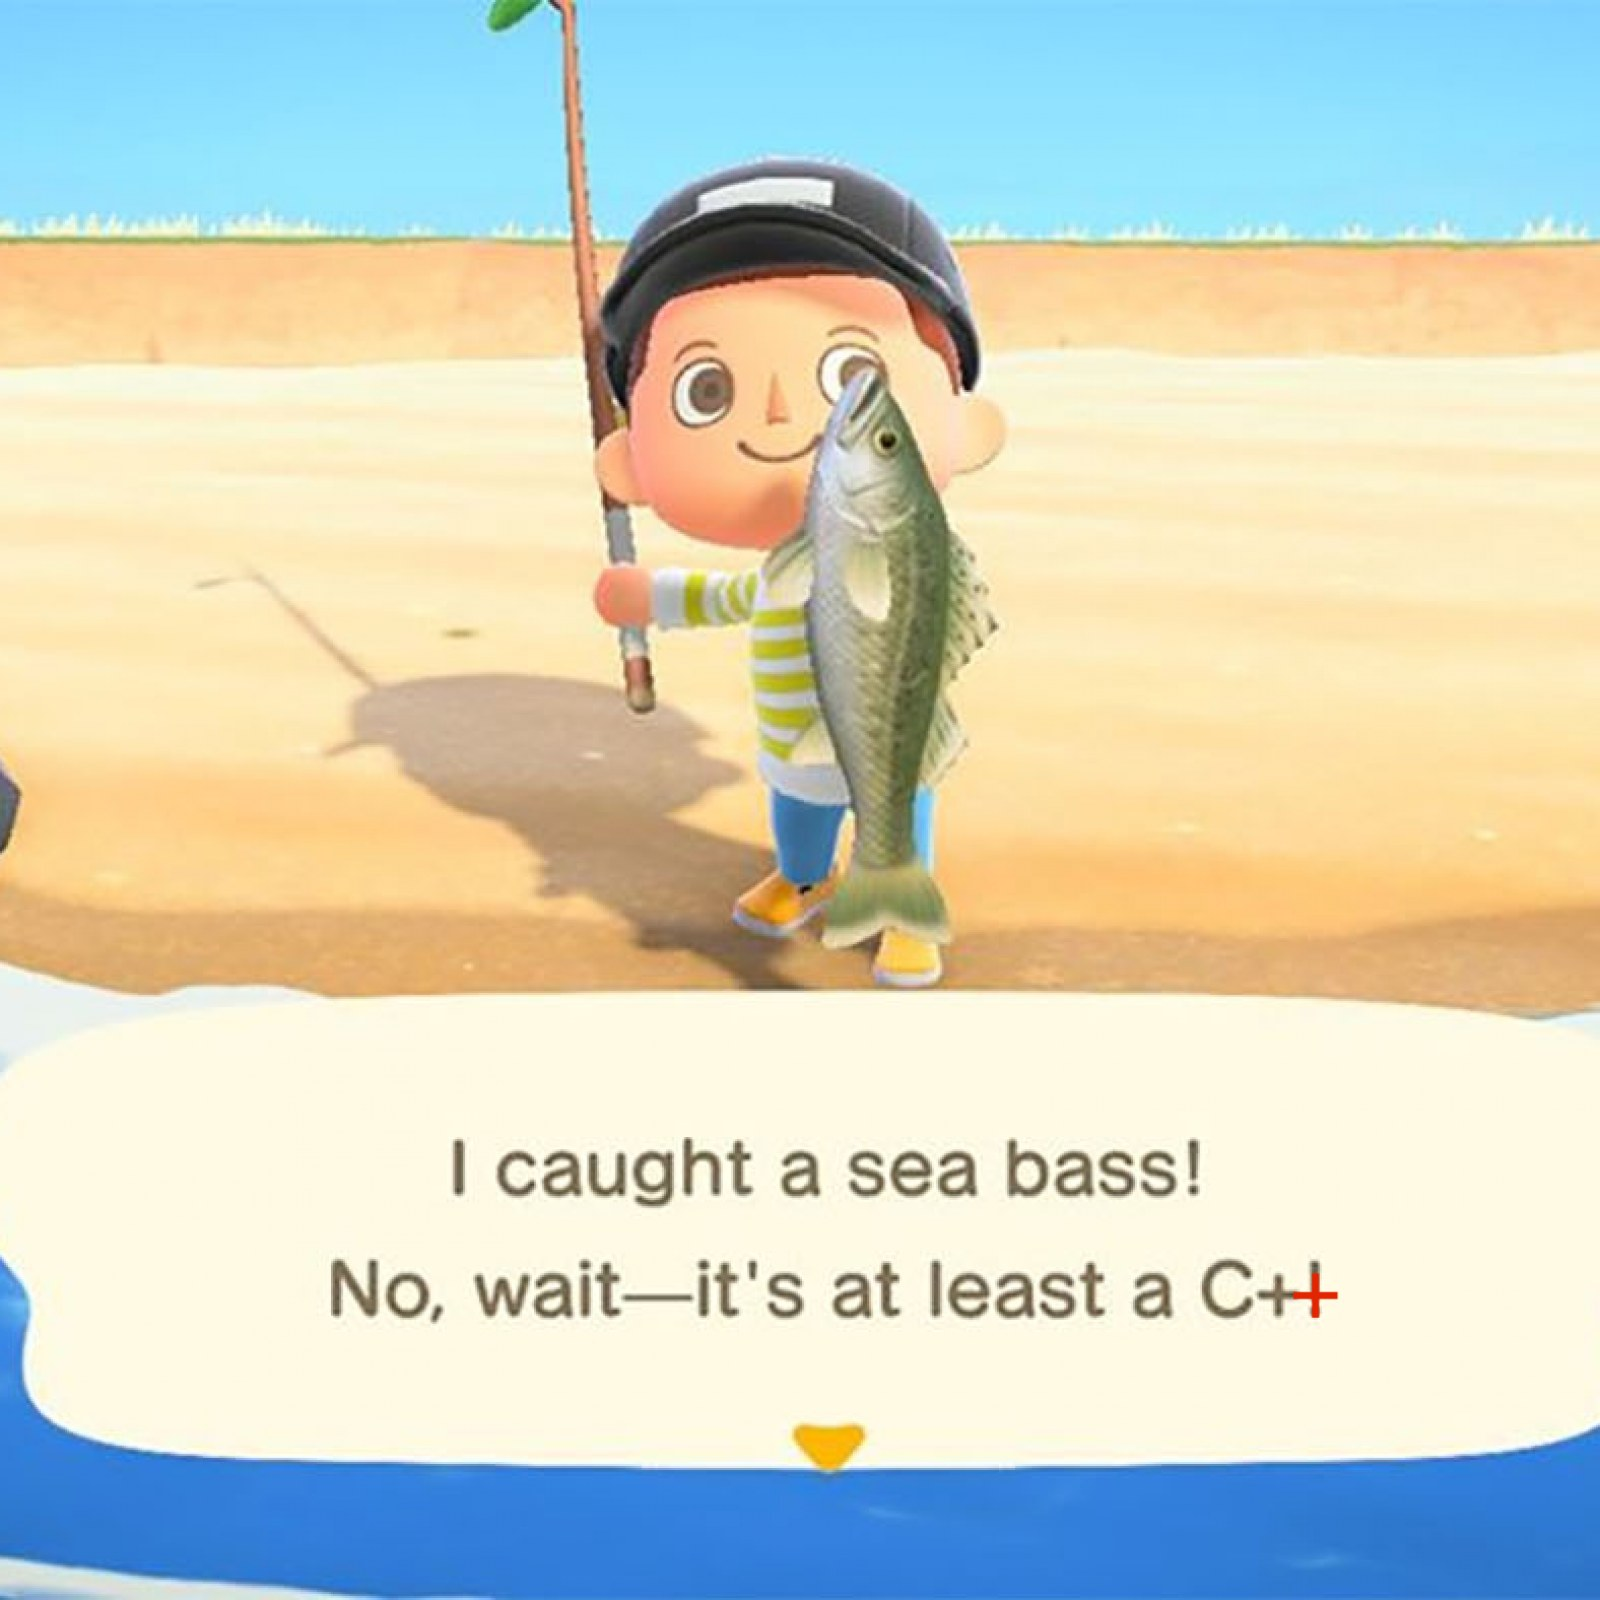 I caught a sea bass!
No, wait—it's at least a C++